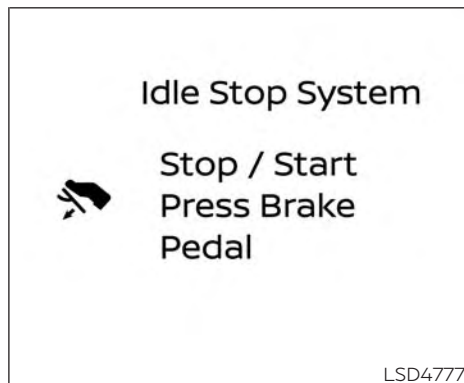 Idle Stop System
Stop / Start
Press Brake
Pedal
LSD4777